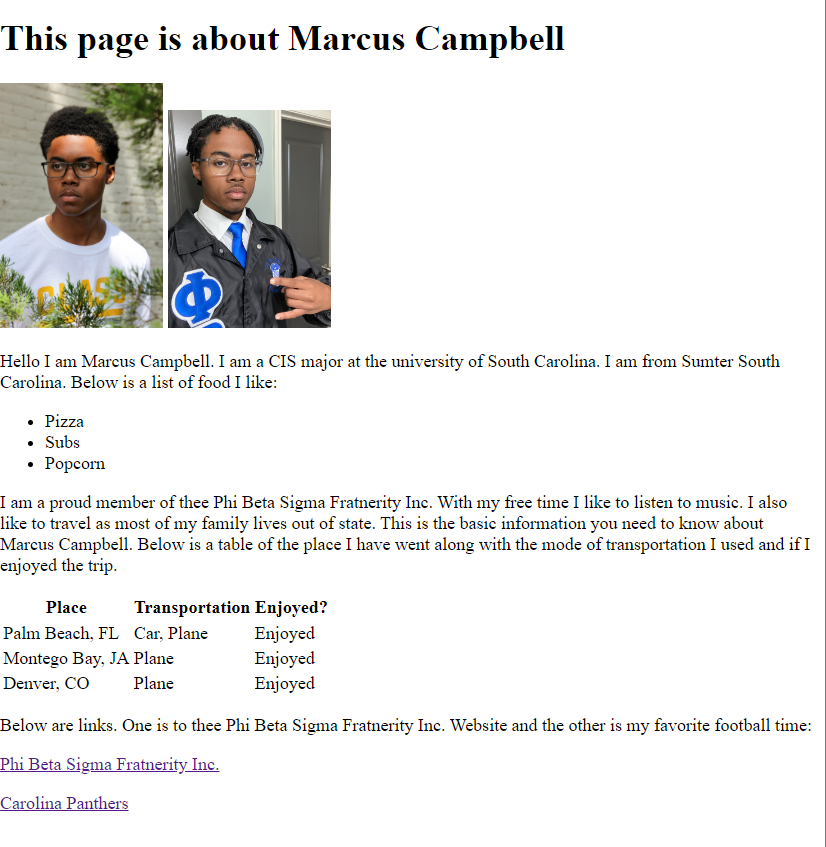 This page is about Marcus Campbell
CLASS
Φ
Hello I am Marcus Campbell. I am a CIS major at the university of South Carolina. I am from Sumter South
Carolina. Below is a list of food I like:
Pizza
Subs
Popcorn
I am a proud member of thee Phi Beta Sigma Fratnerity Inc. With my free time I like to listen to music. I also
like to travel as most of my family lives out of state. This is the basic information you need to know about
Marcus Campbell. Below is a table of the place I have went along with the mode of transportation I used and if I
enjoyed the trip.
Place Transportation Enjoyed?
Palm Beach, FL Car, Plane Enjoyed
Montego Bay, JA Plane Enjoyed
Denver, CO Plane Enjoyed
Below are links. One is to thee Phi Beta Sigma Fratnerity Inc. Website and the other is my favorite football time:
Phi Beta Sigma Fratnerity Inc.
Carolina Panthers